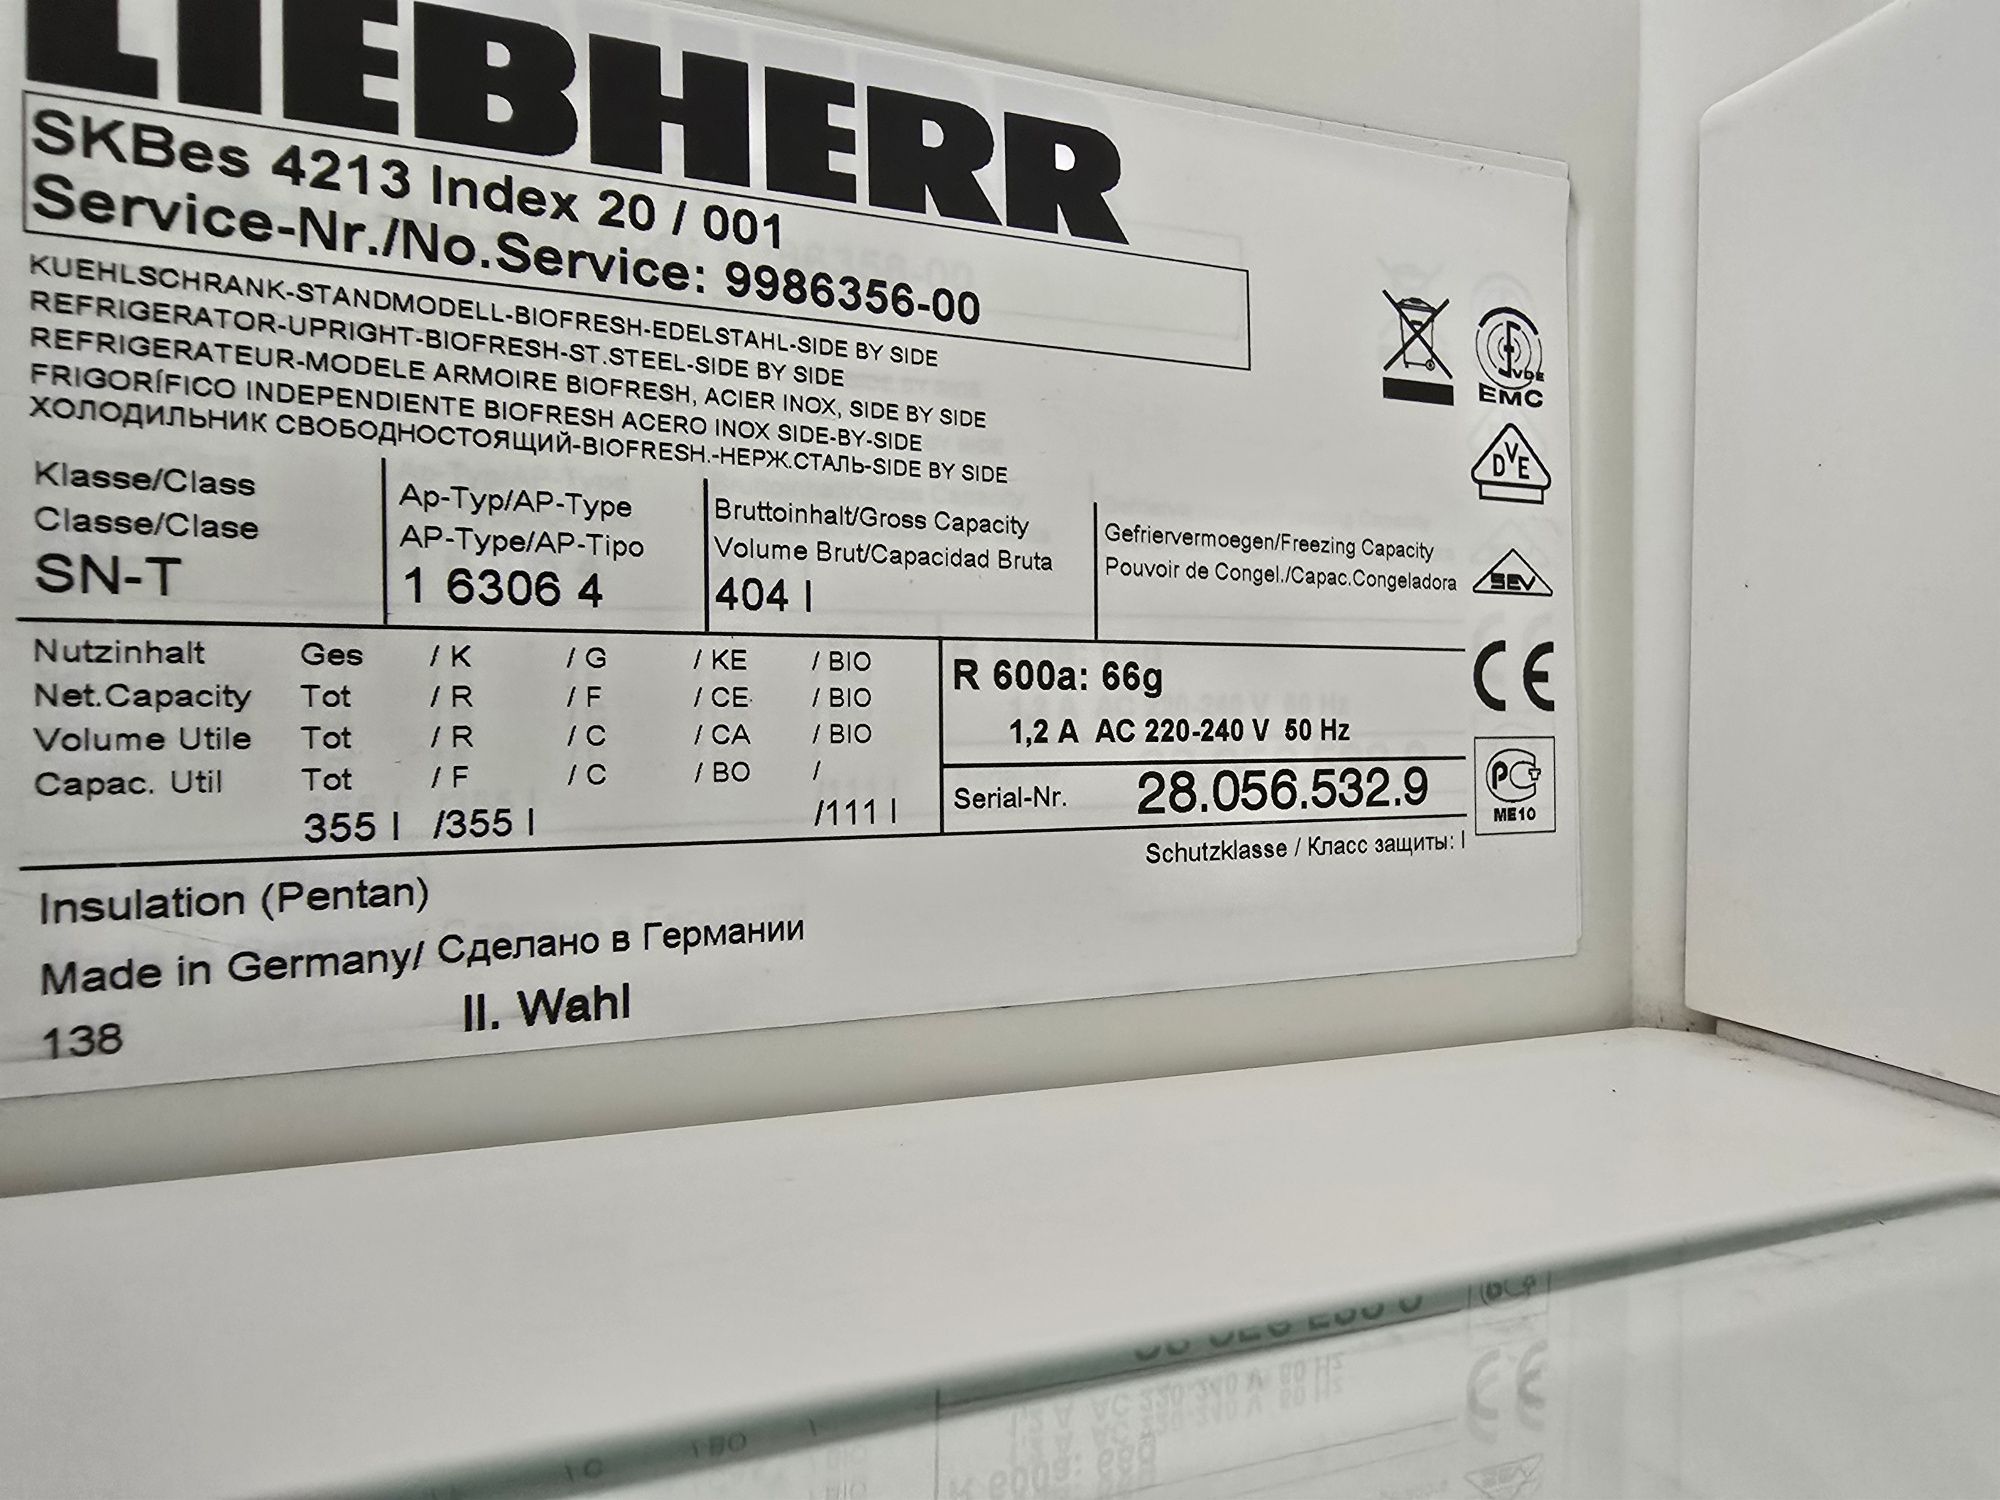 LIEBHERR
SKBes 4213 Index 20 / 001
Service-Nr./No.Service: 9986356-00
KUEHLSCHRANK-STANDMODELL-BIOFRESH-EDELSTAHL-SIDE BY SIDE
REFRIGERATOR-UPRIGHT-BIOFRESH-ST.STEEL-SIDE BY SIDE
REFRIGERATEUR-MODELE ARMOIRE BIOFRESH, ACIER INOX, SIDE BY SIDE
FRIGORÍFICO INDEPENDIENTE BIOFRESH ACERO INOX SIDE-BY-SIDE
ХОЛОДИЛЬНИК СВОБОДНОСТОЯЩИЙ-BIOFRESH.-НЕРЖ.СТАЛЬ-SIDE BY SIDE
VDE
EMC
DVE
SEV
CE
РСТ
ME10
Klasse/Class
Classe/Clase
SN-T
Ap-Typ/AP-Type
AP-Type/AP-Tipo
1 6306 4
Bruttoinhalt/Gross Capacity
Volume Brut/Capacidad Bruta
404 l
Gefriervermoegen/Freezing Capacity
Pouvoir de Congel./Capac.Congeladora
Nutzinhalt Ges / K / G / KE / BIO
Net.Capacity Tot / R / F / CE / BIO
Volume Utile Tot / R / C / CA / BIO
Capac. Util Tot / F / C / BO /
355 l /355 l /111 l
R 600a: 66g
1,2 A AC 220-240 V 50 Hz
Serial-Nr. 28.056.532.9
Schutzklasse / Класс защиты: I
Insulation (Pentan)
Made in Germany/ Сделано в Германии
II. Wahl
138